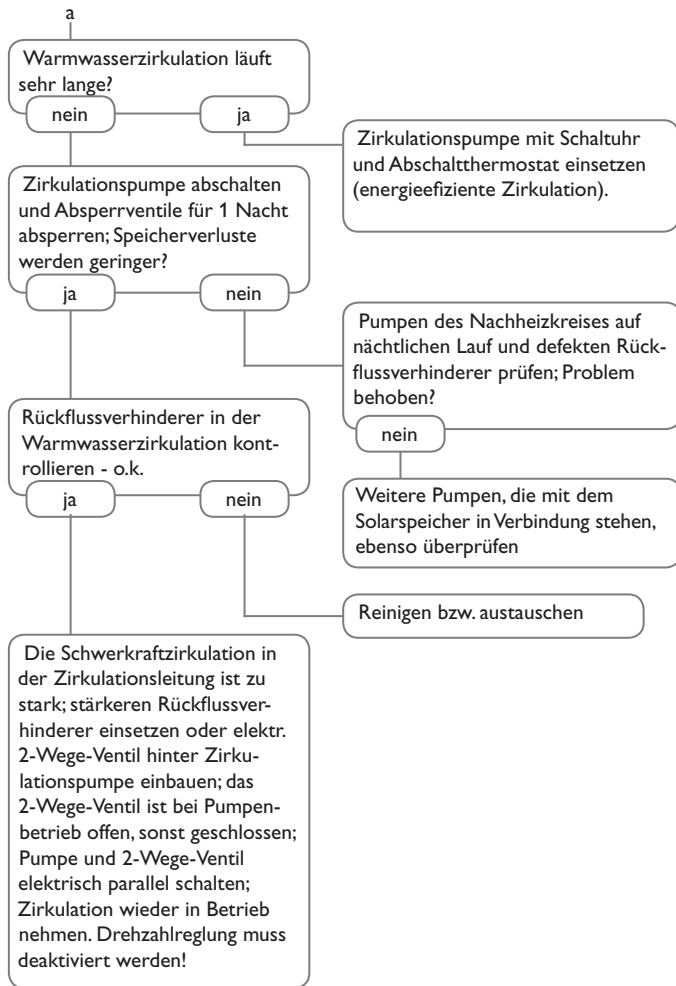 a
Warmwasserzirkulation läuft
sehr lange?
nein
ja
Zirkulationspumpe mit Schaltuhr
und Abschaltthermostat einsetzen
(energieefiziente Zirkulation).
Zirkulationspumpe abschalten
und Absperrventile für 1 Nacht
absperren; Speicherverluste
werden geringer?
ja
nein
Pumpen des Nachheizkreises auf
nächtlichen Lauf und defekten Rück-
flussverhinderer prüfen; Problem
behoben?
nein
Weitere Pumpen, die mit dem
Solarspeicher in Verbindung stehen,
ebenso überprüfen
Rückflussverhinderer in der
Warmwasserzirkulation kont-
rollieren - o.k.
ja
nein
Reinigen bzw. austauschen
Die Schwerkraftzirkulation in
der Zirkulationsleitung ist zu
stark; stärkeren Rückflussver-
hinderer einsetzen oder elektr.
2-Wege-Ventil hinter Zirku-
lationspumpe einbauen; das
2-Wege-Ventil ist bei Pumpen-
betrieb offen, sonst geschlossen;
Pumpe und 2-Wege-Ventil
elektrisch parallel schalten;
Zirkulation wieder in Betrieb
nehmen. Drehzahlreglung muss
deaktiviert werden!